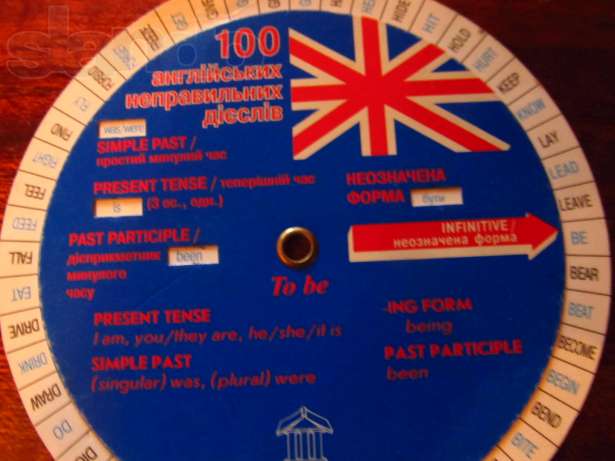 100
англійських
неправильних
дієслів
was/were
SIMPLE PAST /
простий минулий час
PRESENT TENSE / теперішній час
is (3 ос., одн.)
PAST PARTICIPLE /
дієприкметник been
минулого
часу
НЕОЗНАЧЕНА
ФОРМА бути
INFINITIVE /
неозначена форма
To be
PRESENT TENSE
I am, you/they are, he/she/it is
SIMPLE PAST
(singular) was, (plural) were
-ING FORM
being
PAST PARTICIPLE
been
HIDE
HIT
HOLD
HURT
KEEP
KNOW
LAY
LEAD
LEAVE
BE
BEAR
BEAT
BECOME
BEGIN
BEND
BITE
DO
DRAW
DRINK
DRIVE
EAT
FALL
FEED
FEEL
FIGHT
FIND
FLY
FORBID